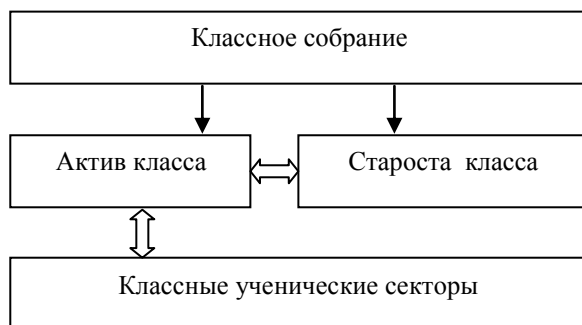 Классное собрание
Актив класса
Староста  класса
Классные ученические секторы